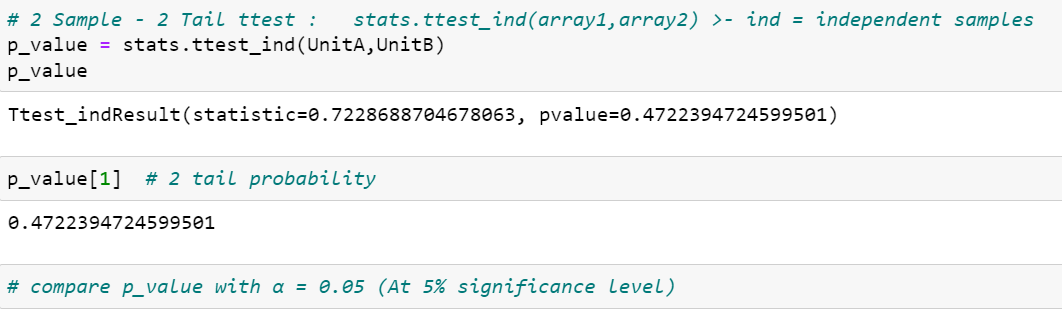 # 2 Sample - 2 Tail ttest :   stats.ttest_ind(array1,array2) >- ind = independent samples
p_value = stats.ttest_ind(UnitA,UnitB)
p_value
Ttest_indResult(statistic=0.7228688704678063, pvalue=0.4722394724599501)
p_value[1]  # 2 tail probability
0.4722394724599501
# compare p_value with α = 0.05 (At 5% significance level)